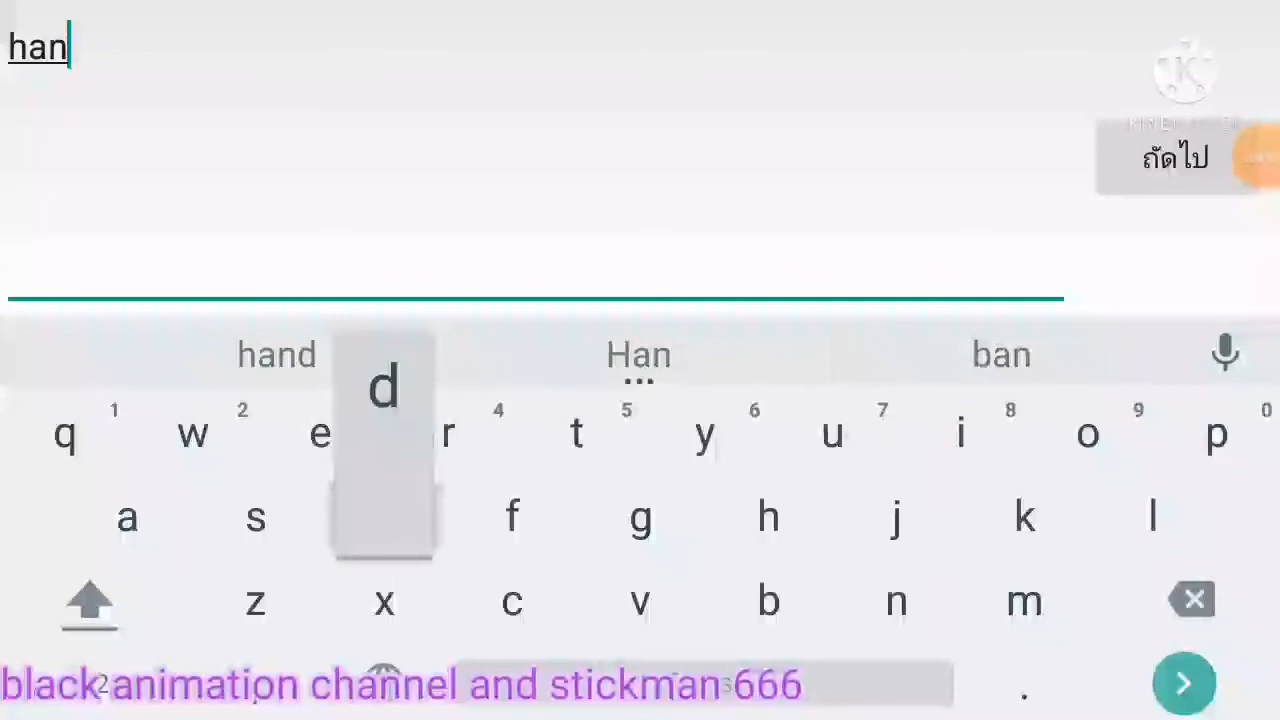 han
K
ถัดไป
hand Han ban
d
1 2 4 5 6 7 8 9 0
q w e r t y u i o p
a s f g h j k l
z x c v b n m
black animation channel and stickman 666
.